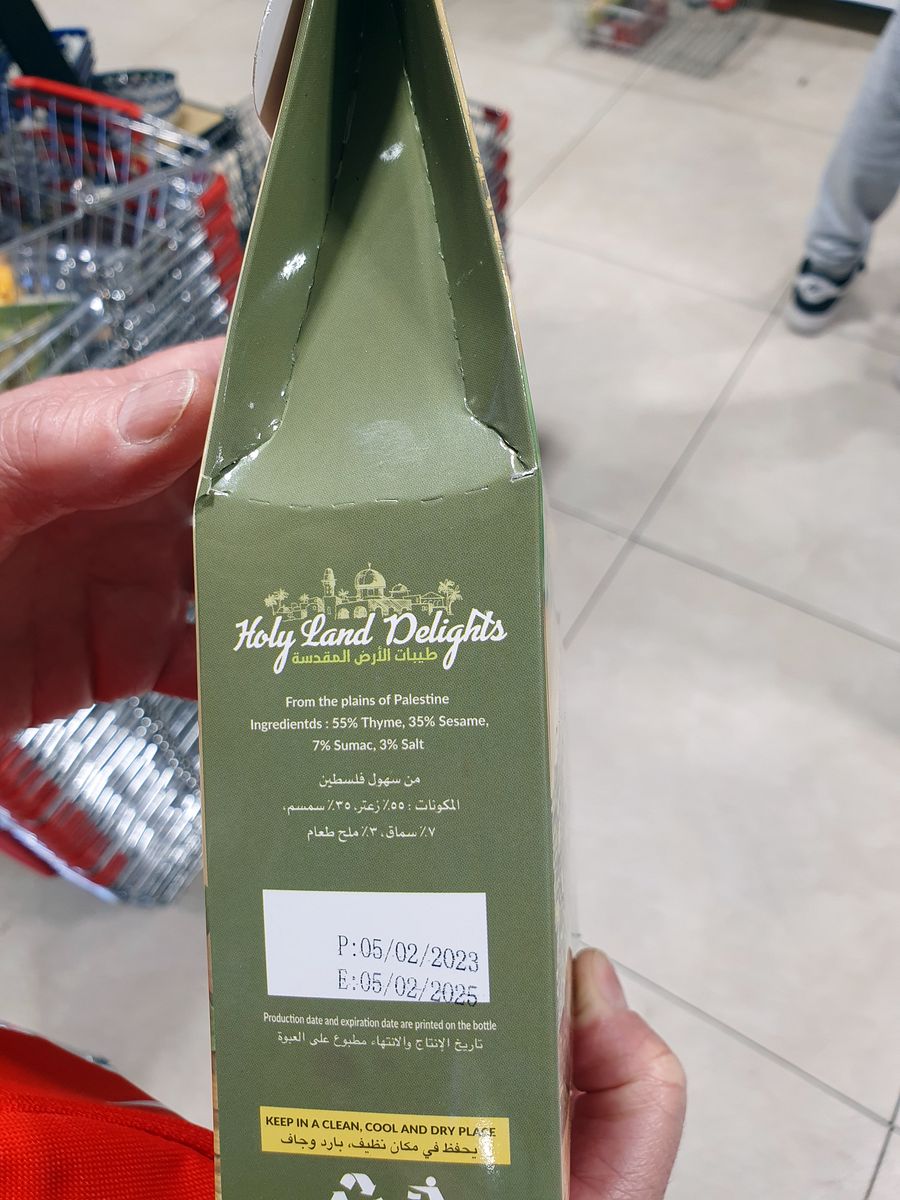 Holy Land Delights
طيبات الأرض المقدسة
From the plains of Palestine
Ingredientds : 55% Thyme, 35% Sesame,
7% Sumac, 3% Salt
من سهول فلسطين
المكونات : ٥٥٪ زعتر، ٣٥٪ سمسم،
٧٪ سماق، ٣٪ ملح طعام
P:05/02/2023
E:05/02/2025
Production date and expiration date are printed on the bottle
تاريخ الإنتاج والانتهاء مطبوع على العبوة
KEEP IN A CLEAN, COOL AND DRY PLACE
يحفظ في مكان نظيف، بارد وجاف